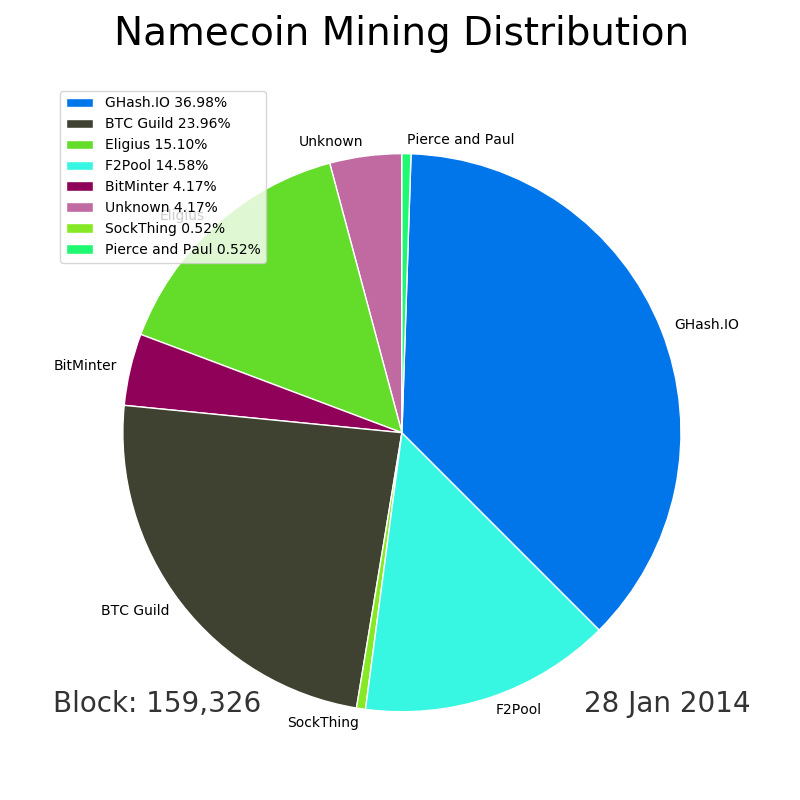 Namecoin Mining Distribution
GHash.IO 36.98%
BTC Guild 23.96%
Eligius 15.10%
F2Pool 14.58%
BitMinter 4.17%
Unknown 4.17%
SockThing 0.52%
Pierce and Paul 0.52%
Unknown
Pierce and Paul
Eligius
GHash.IO
BitMinter
BTC Guild
Block: 159,326
28 Jan 2014
F2Pool
SockThing